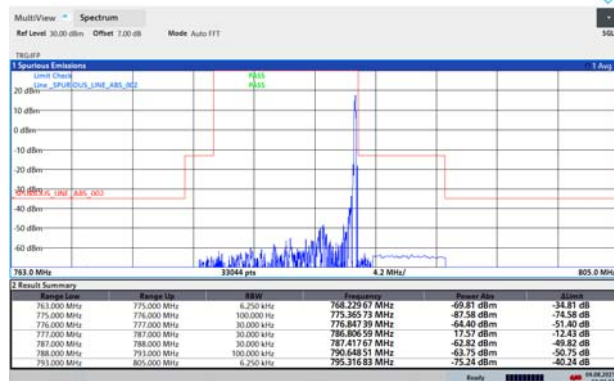 MultiView Spectrum
Ref Level 30.00 dBm Offset 7.00 dB Mode Auto FFT
SGL
TRG:IFP
1 Spurious Emissions 1 Avg
Limit Check PASS
Line _SPURIOUS_LINE_ABS_002 PASS
20 dBm
10 dBm
0 dBm
-10 dBm
-20 dBm
-30 dBm
SPURIOUS_LINE_ABS_002
-40 dBm
-50 dBm
-60 dBm
763.0 MHz 33044 pts 4.2 MHz/ 805.0 MHz
2 Result Summary
Range Low Range Up RBW Frequency Power Abs ΔLimit
763.000 MHz 775.000 MHz 6.250 kHz 768.229 67 MHz -69.81 dBm -34.81 dB
775.000 MHz 776.000 MHz 100.000 Hz 775.365 73 MHz -87.58 dBm -74.58 dB
776.000 MHz 777.000 MHz 30.000 kHz 776.847 39 MHz -64.40 dBm -51.40 dB
777.000 MHz 787.000 MHz 30.000 kHz 786.806 59 MHz 17.57 dBm -12.43 dB
787.000 MHz 788.000 MHz 30.000 kHz 787.417 67 MHz -62.82 dBm -49.82 dB
788.000 MHz 793.000 MHz 100.000 kHz 790.648 51 MHz -63.75 dBm -50.75 dB
793.000 MHz 805.000 MHz 6.250 kHz 795.316 83 MHz -75.24 dBm -40.24 dB
Ready